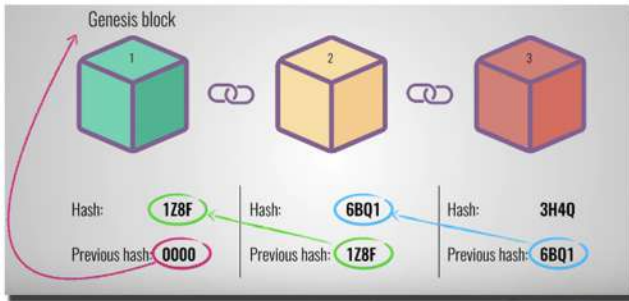 Genesis block
1
2
3
Hash: 1Z8F
Hash: 6BQ1
Hash: 3H4Q
Previous hash: 0000
Previous hash: 1Z8F
Previous hash: 6BQ1